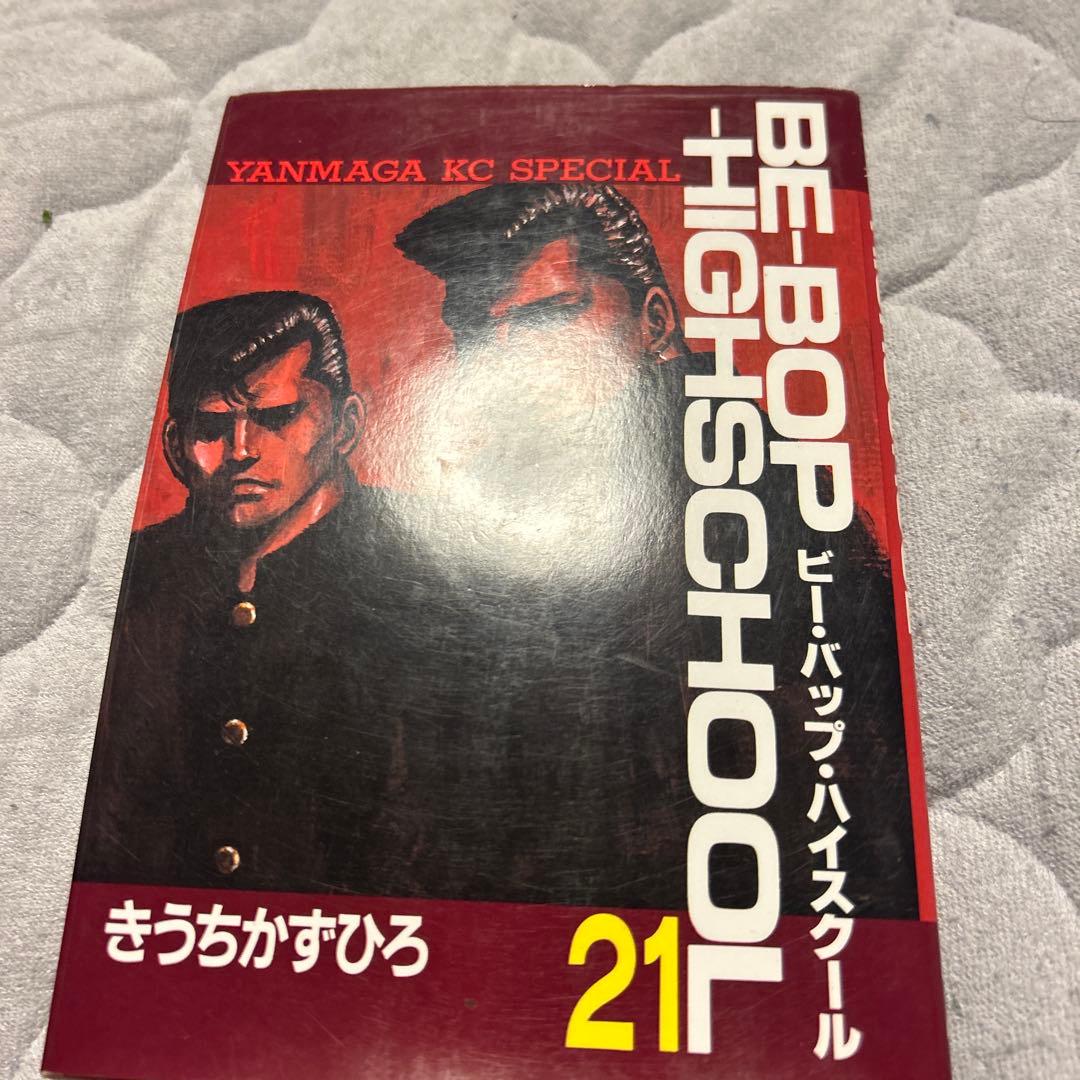 YANMAGA KC SPECIAL
BE-BOP
-HIGHSCHOOL
ビー・バップ・ハイスクール
21
きうちかずひろ